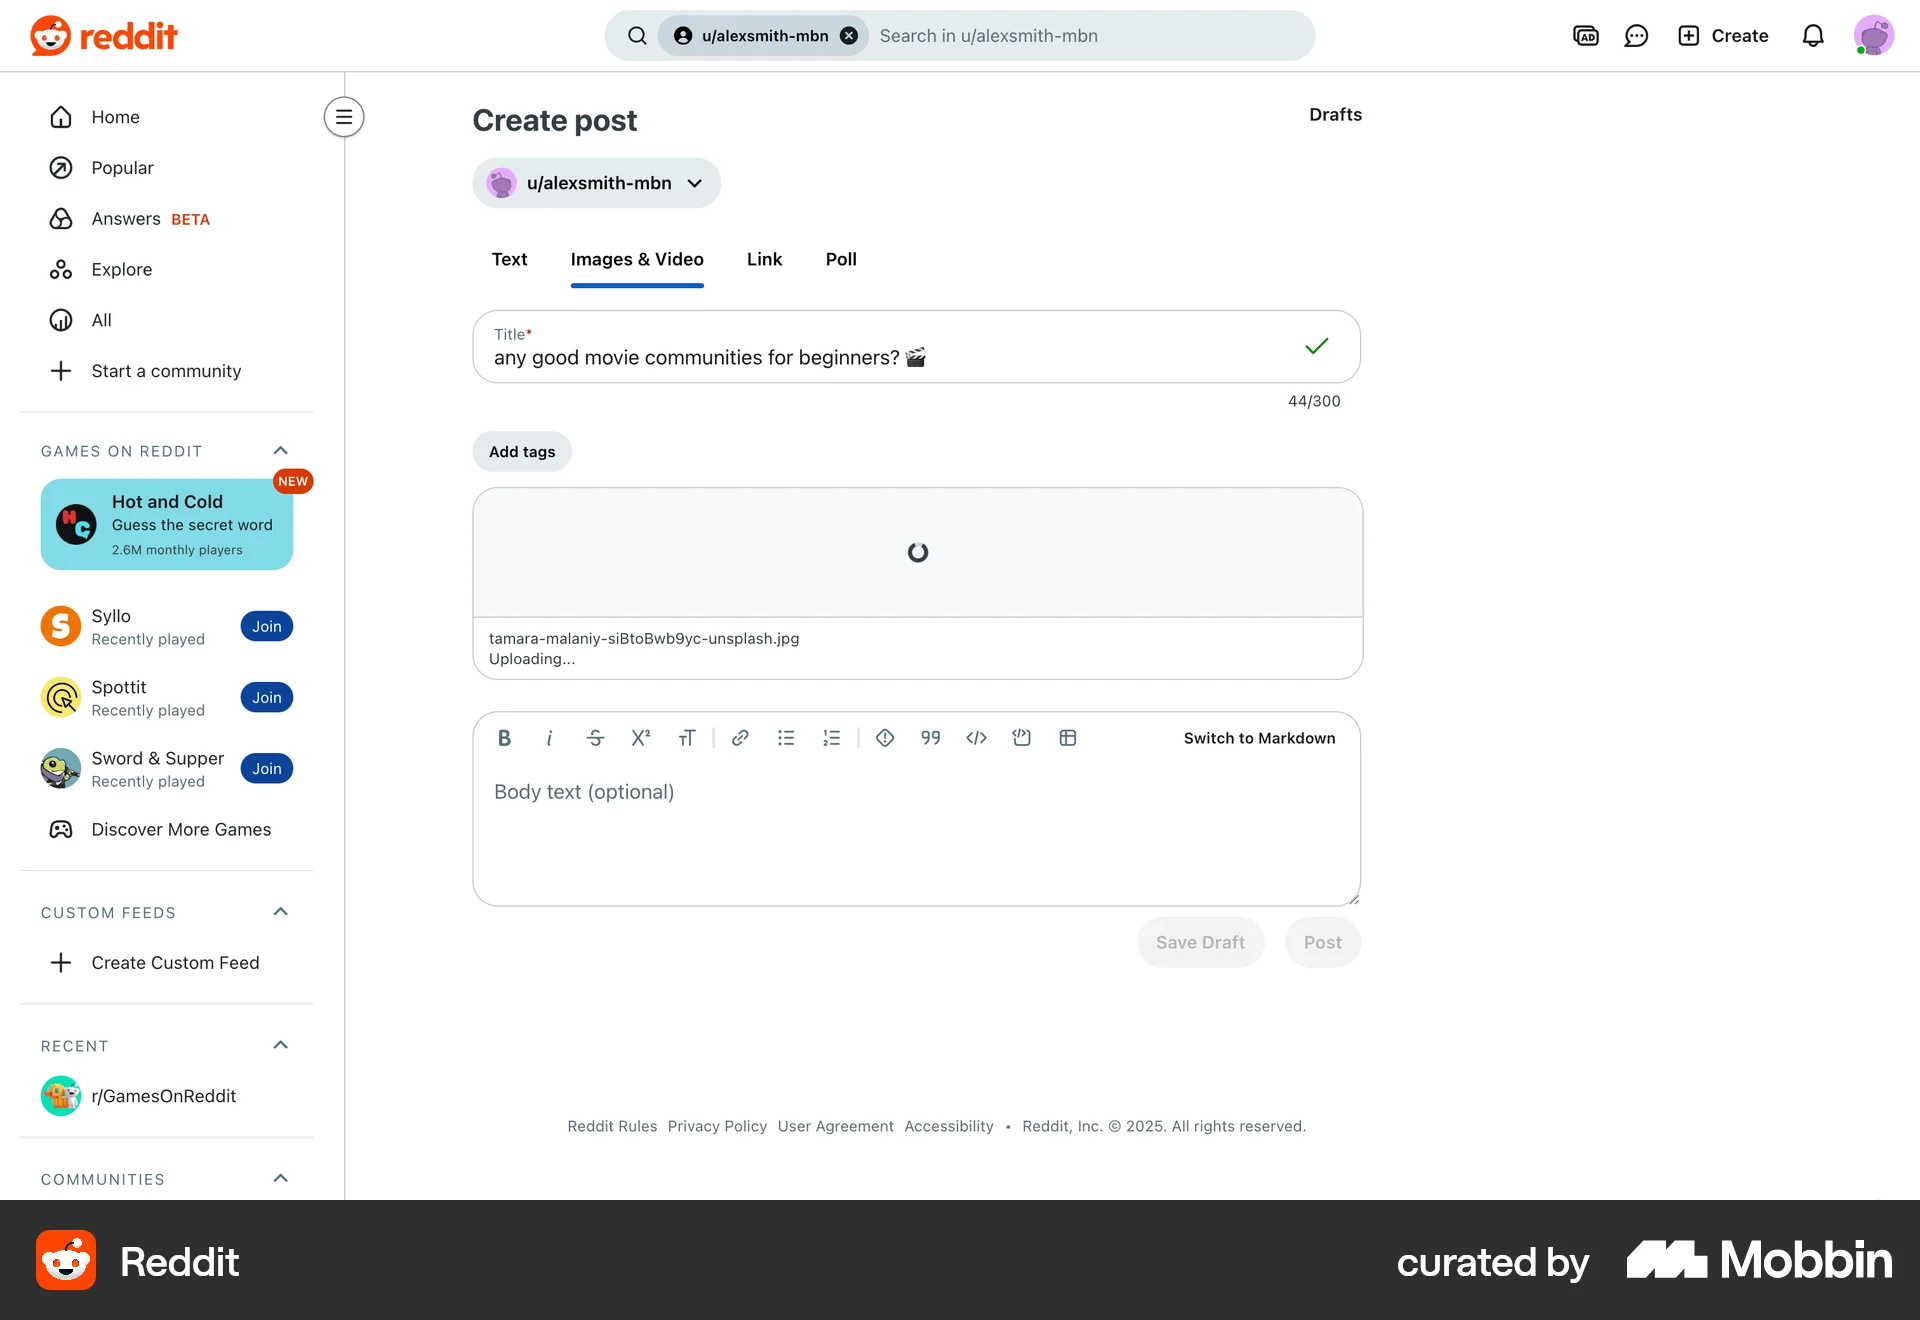 reddit
u/alexsmith-mbn
Search in u/alexsmith-mbn
AD
Create
Home
Popular
Answers BETA
Explore
All
Start a community
GAMES ON REDDIT
NEW
Hot and Cold
Guess the secret word
2.6M monthly players
HC
S
Syllo
Recently played
Join
Spottit
Recently played
Join
Sword & Supper
Recently played
Join
Discover More Games
CUSTOM FEEDS
Create Custom Feed
RECENT
r/GamesOnReddit
COMMUNITIES
Create post
Drafts
u/alexsmith-mbn
Text Images & Video Link Poll
Title*
any good movie communities for beginners? 🎬
44/300
Add tags
tamara-malaniy-siBtoBwb9yc-unsplash.jpg
Uploading...
Switch to Markdown
Body text (optional)
Save Draft Post
Reddit Rules Privacy Policy User Agreement Accessibility • Reddit, Inc. © 2025. All rights reserved.
Reddit
curated by Mobbin